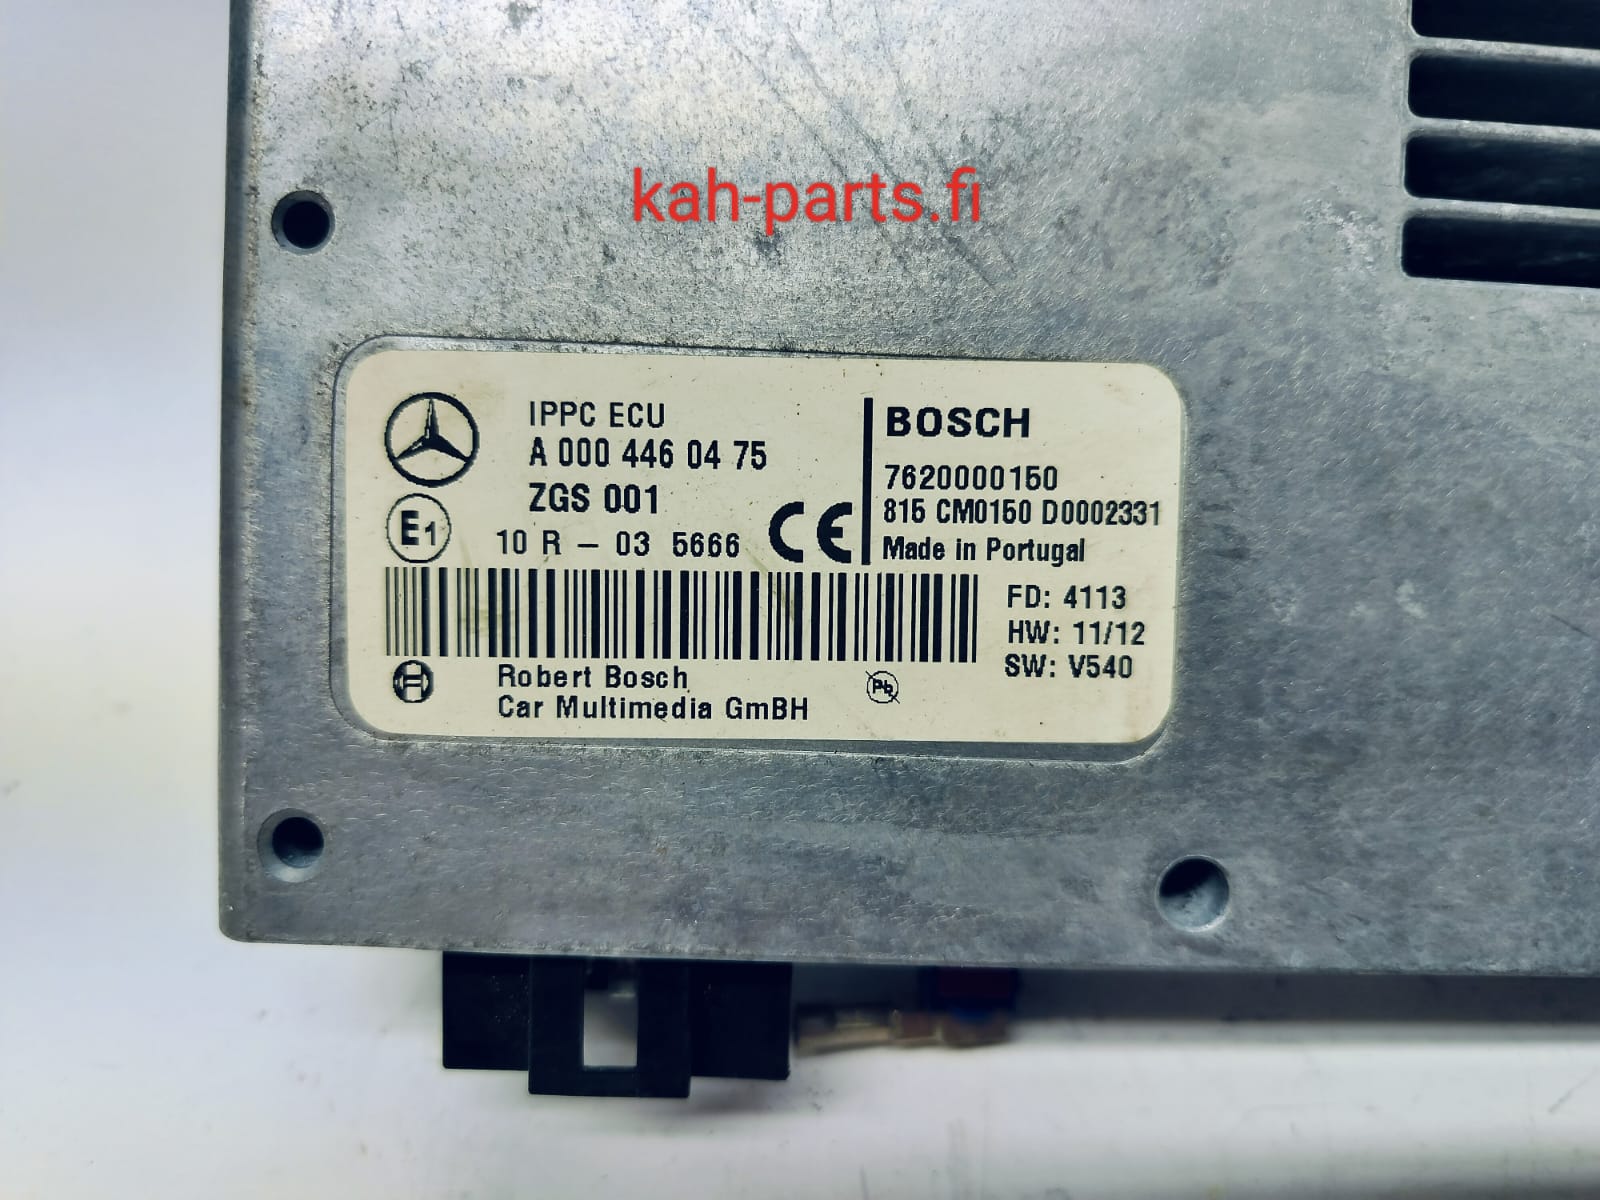 kah-parts.fi
IPPC ECU
A 000 446 04 75
ZGS 001
E1
10 R - 03 5666
CE
BOSCH
7620000150
815 CM0150 D0002331
Made in Portugal
FD: 4113
HW: 11/12
SW: V540
Robert Bosch
Car Multimedia GmBH
Pb